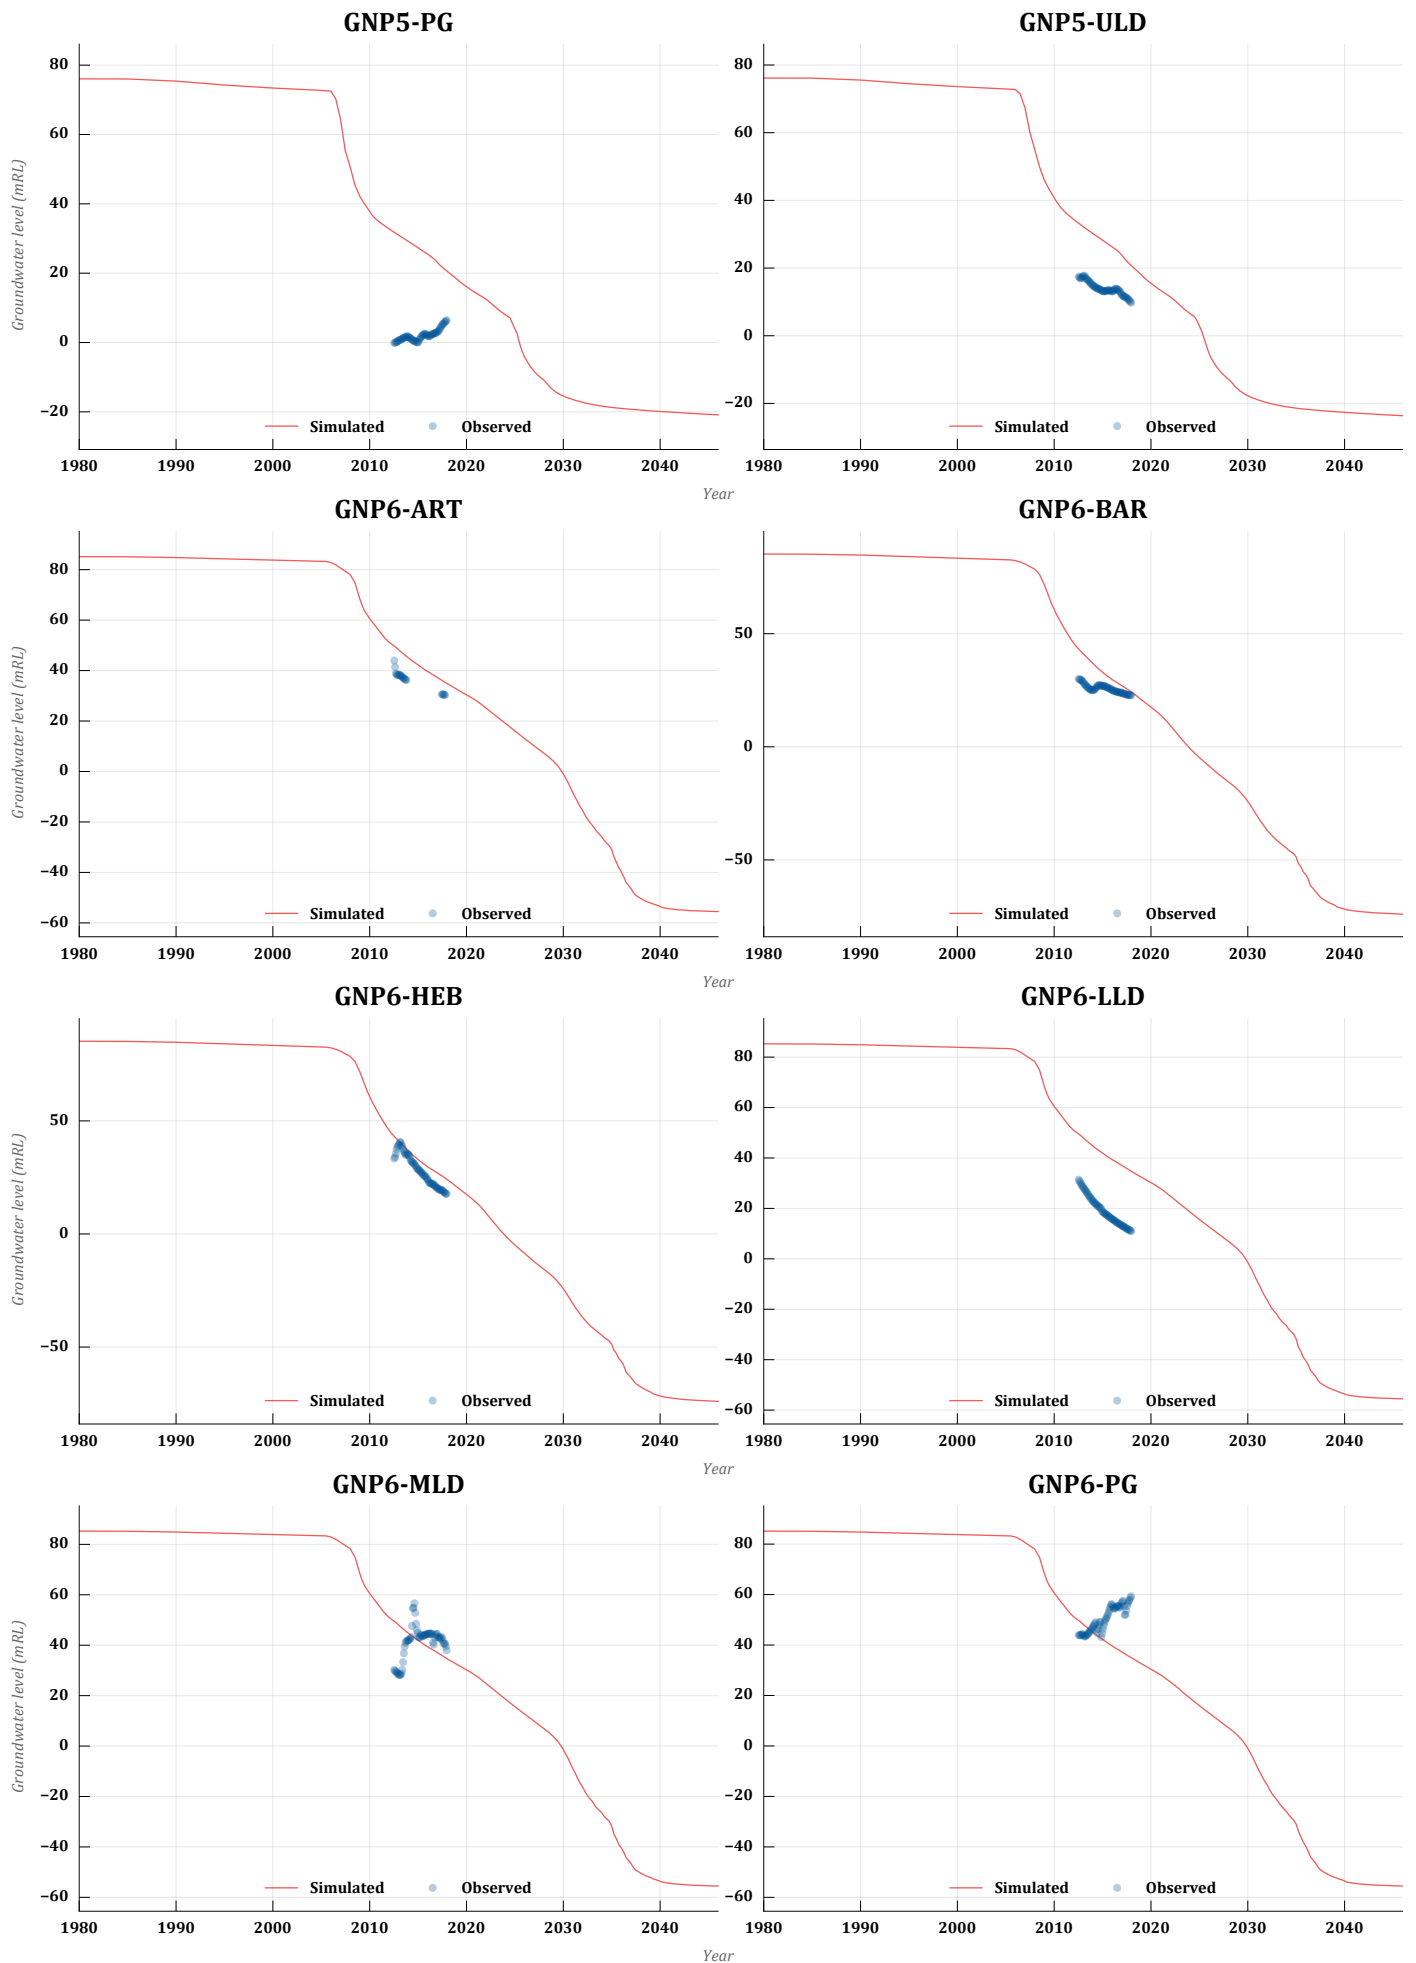 GNP5-PG GNP5-ULD
80 80
60 60
Groundwater level (mRL)
40 40
20 20
0 0
−20 −20
Simulated Observed Simulated Observed
1980 1990 2000 2010 2020 2030 2040 1980 1990 2000 2010 2020 2030 2040
Year
GNP6-ART GNP6-BAR
80
60
50
40
Groundwater level (mRL)
20
0 0
−20
−40
−50
−60
Simulated Observed Simulated Observed
1980 1990 2000 2010 2020 2030 2040 1980 1990 2000 2010 2020 2030 2040
Year
GNP6-HEB GNP6-LLD
80
60
50
40
Groundwater level (mRL)
20
0 0
−20
−50
−40
−60
Simulated Observed Simulated Observed
1980 1990 2000 2010 2020 2030 2040 1980 1990 2000 2010 2020 2030 2040
Year
GNP6-MLD GNP6-PG
80 80
60 60
40 40
Groundwater level (mRL)
20 20
0 0
−20 −20
−40 −40
−60 −60
Simulated Observed Simulated Observed
1980 1990 2000 2010 2020 2030 2040 1980 1990 2000 2010 2020 2030 2040
Year